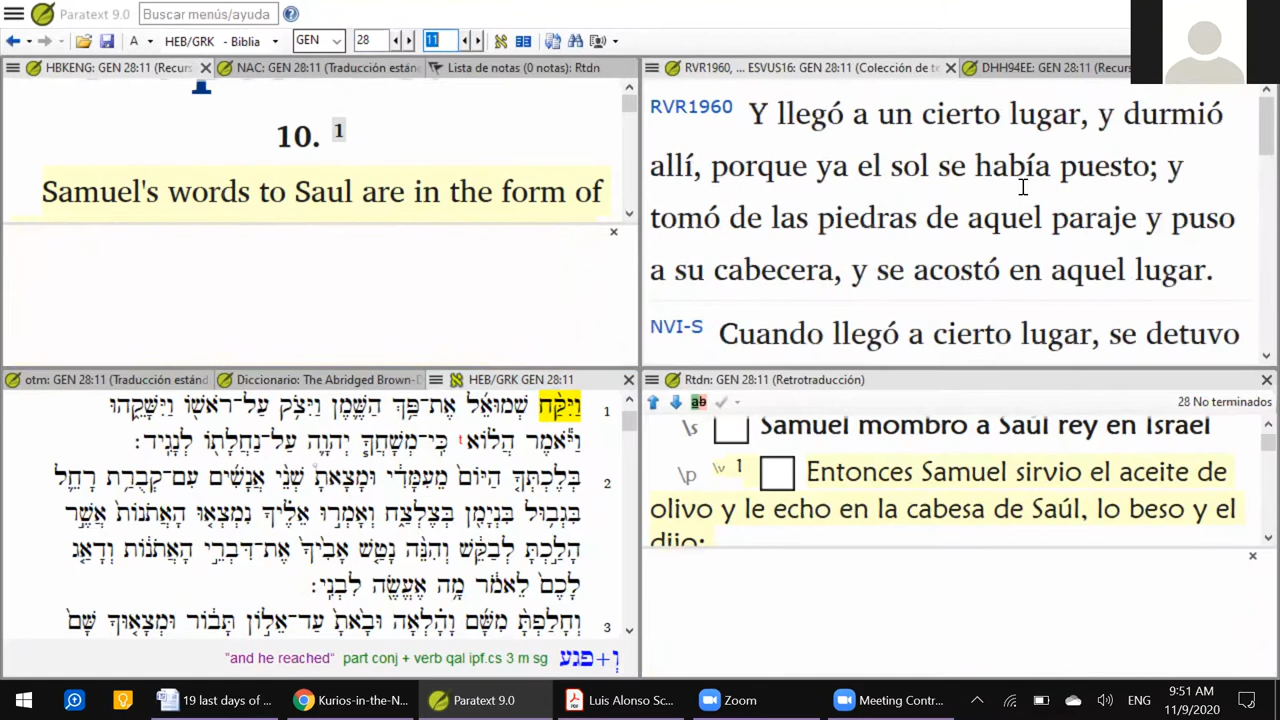 Paratext 9.0
Buscar menús/ayuda
HEB/GRK - Biblia
GEN
28
11
HBKENG: GEN 28:11 (Recurs
NAC: GEN 28:11 (Traducción están
Lista de notas (0 notas): Rtdn
10. 1
Samuel's words to Saul are in the form of
RVR1960, ... ESVUS16: GEN 28:11 (Colección de te
DHH94EE: GEN 28:11 (Recurs
RVR1960 Y llegó a un cierto lugar, y durmió
allí, porque ya el sol se había puesto; y
tomó de las piedras de aquel paraje y puso
a su cabecera, y se acostó en aquel lugar.
NVI-S Cuando llegó a cierto lugar, se detuvo
otm: GEN 28:11 (Traducción estánd
Diccionario: The Abridged Brown-D
HEB/GRK GEN 28:11
1 וַיִּקַּ֨ח שְׁמוּאֵ֜ל אֶת־פַּ֥ךְ הַשֶּׁ֛מֶן וַיִּצֹ֥ק עַל־רֹאשׁ֖וֹ וַיִּשָּׁקֵ֑הוּ
וַיֹּ֕אמֶר הֲל֗וֹא t כִּֽי־מְשָׁחֲךָ֧ יְהוָ֛ה עַל־נַחֲלָת֖וֹ לְנָגִֽיד׃
2 בְּלֶכְתְּךָ֤ הַיּוֹם֙ מֵעִמָּדִ֔י וּמָצָאתָ֩ שְׁנֵ֨י אֲנָשִׁ֜ים עִם־קְבֻרַ֥ת רָחֵ֛ל
בִּגְב֥וּל בִּנְיָמִ֖ן בְּצֶלְצַ֑ח וְאָמְר֣וּ אֵלֶ֗יךָ נִמְצְא֤וּ הָאֲתֹנוֹת֙ אֲשֶׁ֣ר
הָלַ֣כְתָּ לְבַקֵּ֔שׁ וְהִנֵּ֨ה נָטַ֤שׁ אָבִ֙יךָ֙ אֶת־דִּבְרֵ֣י הָאֲתֹנ֔וֹת וְדָאַ֤ג
לָכֶם֙ לֵאמֹ֔ר מָ֥ה אֶעֱשֶׂ֖ה לִבְנִֽי׃
3 וְחָלַפְתָּ֨ מִשָּׁ֜ם וָהָ֗לְאָה וּבָ֙אתָ֙ עַד־אֵל֣וֹן תָּב֔וֹר וּמְצָא֤וּךָ שָּׁם֙
"and he reached" part conj + verb qal ipf.cs 3 m sg וְ+פגע
Rtdn: GEN 28:11 (Retrotraducción)
28 No terminados
\s Samuel mombro a Saúl rey en Israel
\p \v 1 Entonces Samuel sirvio el aceite de
olivo y le echo en la cabesa de Saúl, lo beso y el
dijo:
19 last days of ...
Kurios-in-the-N...
Paratext 9.0
Luis Alonso Sc...
Zoom
Meeting Contr...
ENG
9:51 AM
11/9/2020